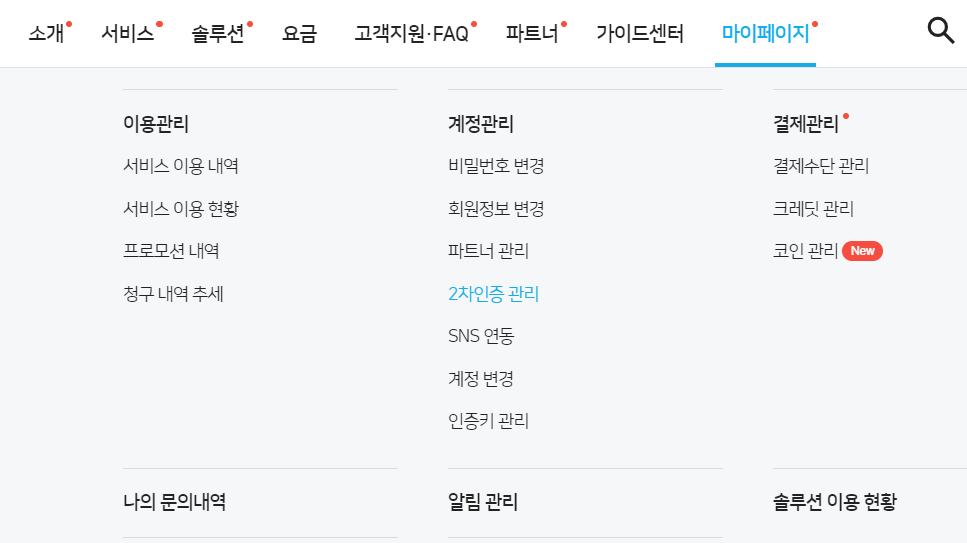 소개 서비스 솔루션 요금 고객지원·FAQ 파트너 가이드센터 마이페이지
이용관리
서비스 이용 내역
서비스 이용 현황
프로모션 내역
청구 내역 추세
계정관리
비밀번호 변경
회원정보 변경
파트너 관리
2차인증 관리
SNS 연동
계정 변경
인증키 관리
결제관리
결제수단 관리
크레딧 관리
코인 관리 New
나의 문의내역
알림 관리
솔루션 이용 현황